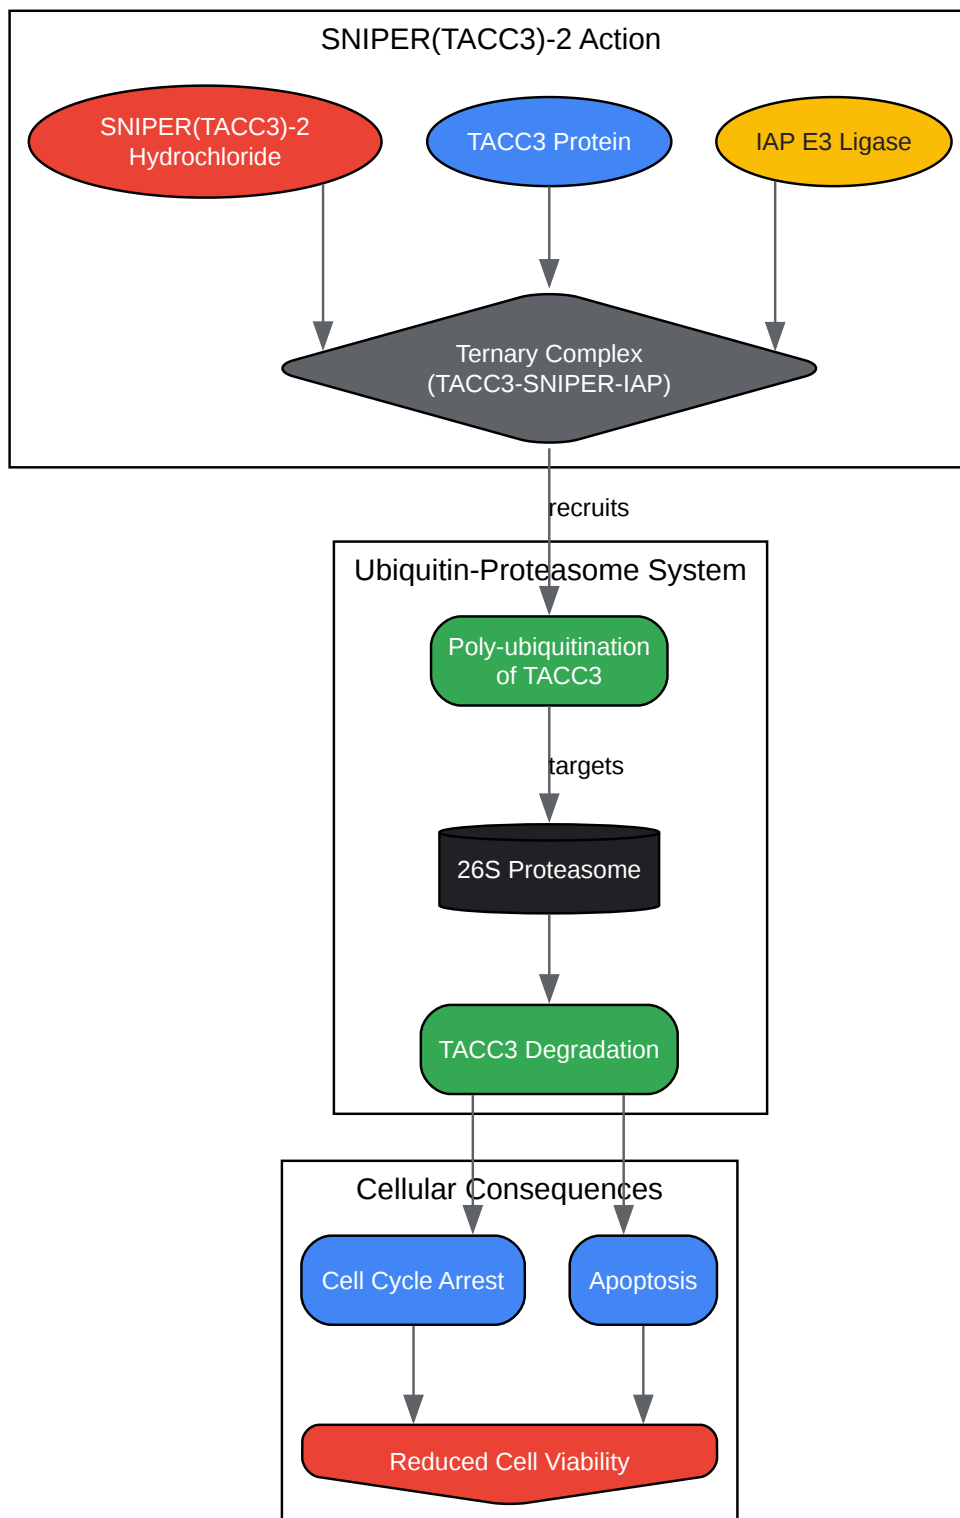 SNIPER(TACC3)-2 Action
SNIPER(TACC3)-2
Hydrochloride
TACC3 Protein
IAP E3 Ligase
Ternary Complex
(TACC3-SNIPER-IAP)
recruits
Ubiquitin-Proteasome System
Poly-ubiquitination
of TACC3
targets
26S Proteasome
TACC3 Degradation
Cellular Consequences
Cell Cycle Arrest
Apoptosis
Reduced Cell Viability